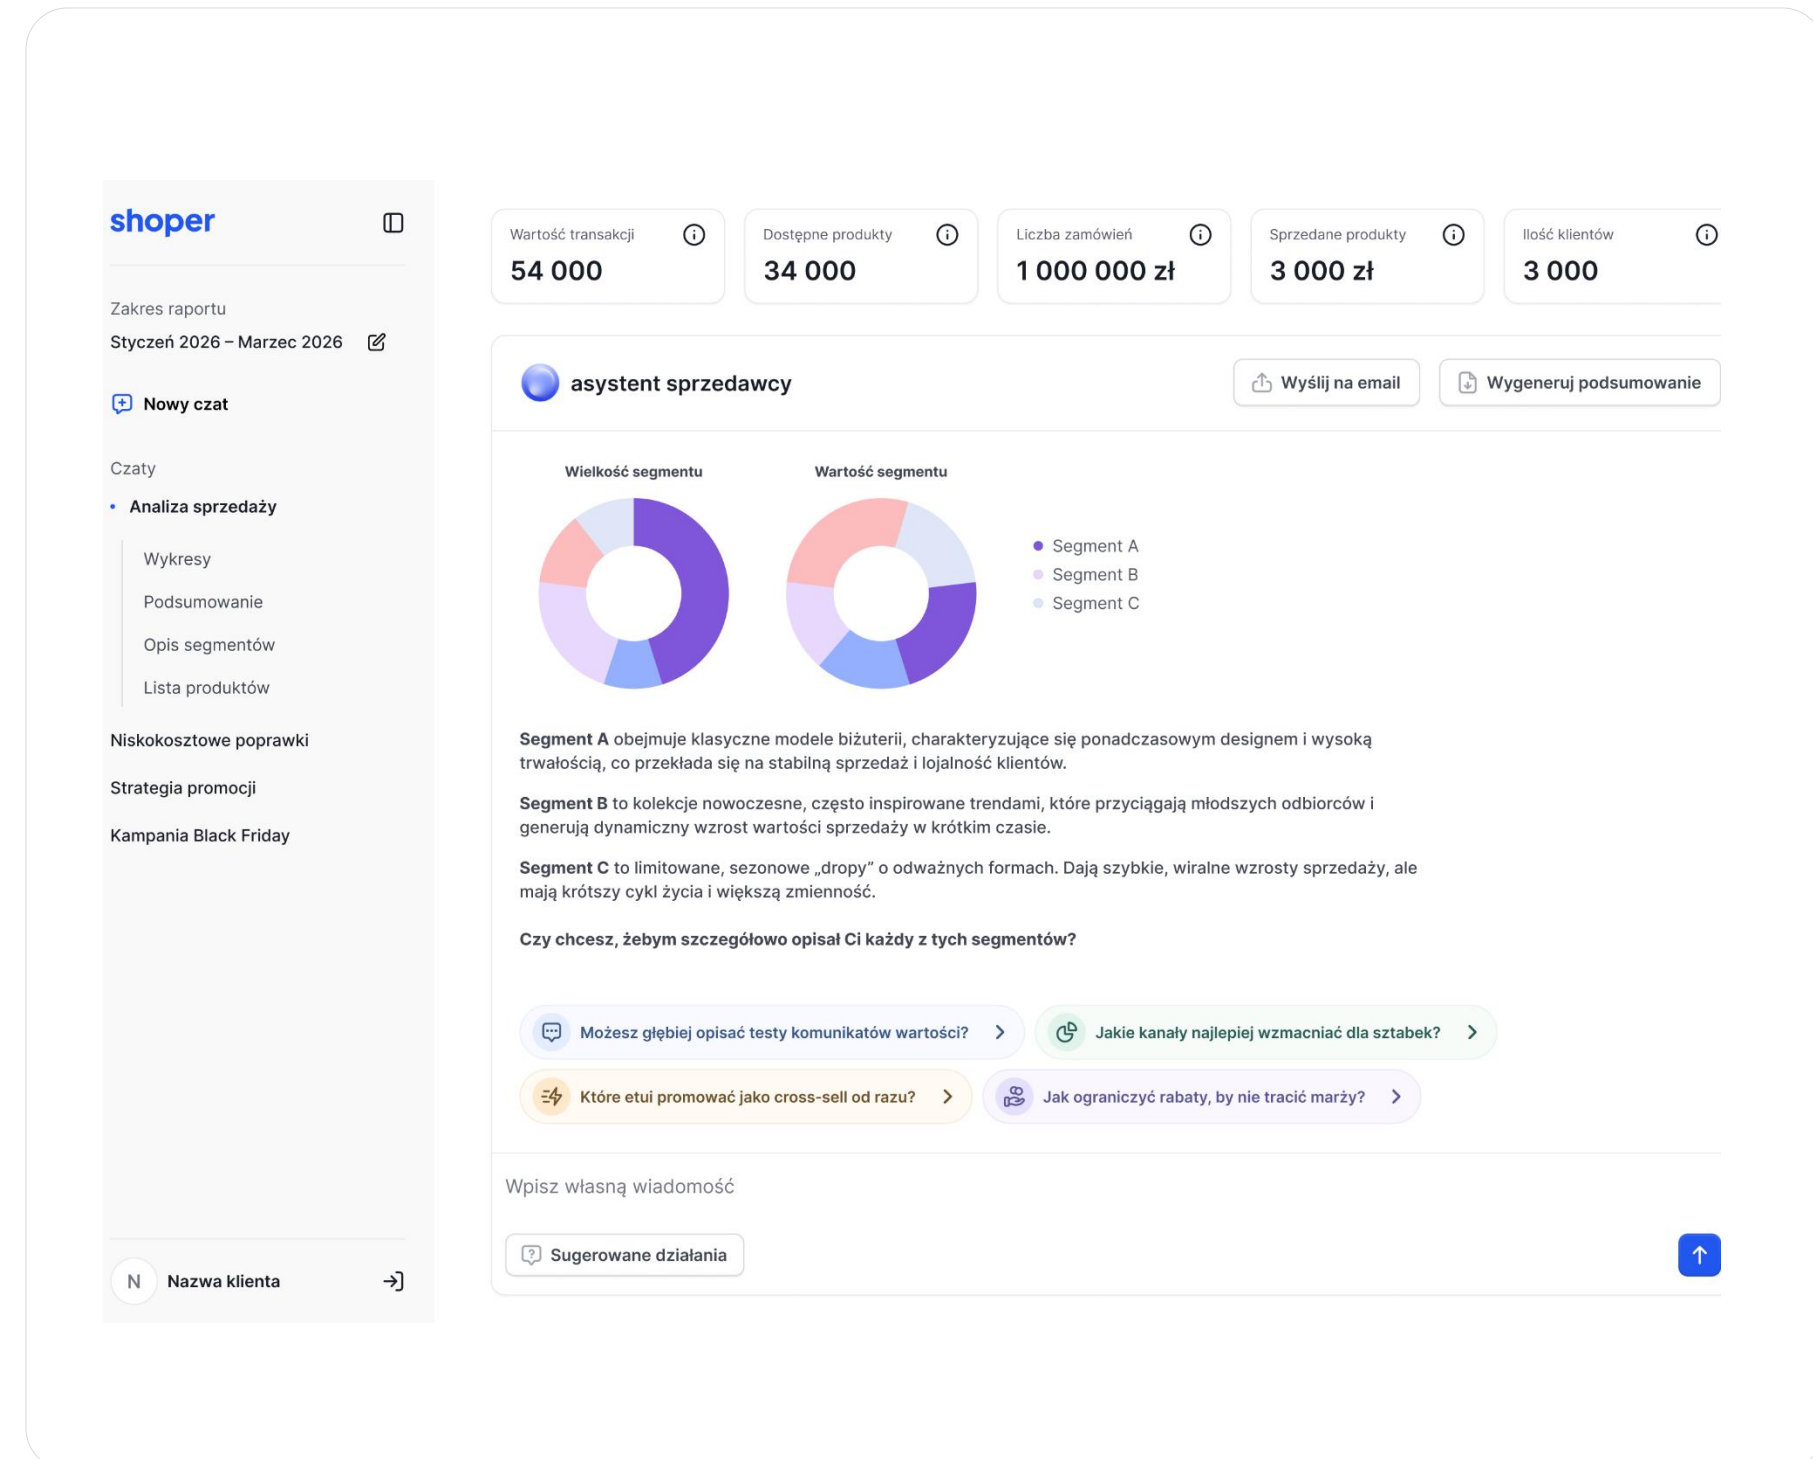 shoper
Zakres raportu
Styczeń 2026 – Marzec 2026
Nowy czat
Czaty
Analiza sprzedaży
Wykresy
Podsumowanie
Opis segmentów
Lista produktów
Niskokosztowe poprawki
Strategia promocji
Kampania Black Friday
N Nazwa klienta
Wartość transakcji
54 000
Dostępne produkty
34 000
Liczba zamówień
1 000 000 zł
Sprzedane produkty
3 000 zł
Ilość klientów
3 000
asystent sprzedawcy
Wyślij na email
Wygeneruj podsumowanie
Wielkość segmentu
Wartość segmentu
Segment A
Segment B
Segment C
Segment A obejmuje klasyczne modele biżuterii, charakteryzujące się ponadczasowym designem i wysoką
trwałością, co przekłada się na stabilną sprzedaż i lojalność klientów.
Segment B to kolekcje nowoczesne, często inspirowane trendami, które przyciągają młodszych odbiorców i
generują dynamiczny wzrost wartości sprzedaży w krótkim czasie.
Segment C to limitowane, sezonowe „dropy” o odważnych formach. Dają szybkie, wiralne wzrosty sprzedaży, ale
mają krótszy cykl życia i większą zmienność.
Czy chcesz, żebym szczegółowo opisał Ci każdy z tych segmentów?
Możesz głębiej opisać testy komunikatów wartości?
Jakie kanały najlepiej wzmacniać dla sztabek?
Które etui promować jako cross-sell od razu?
Jak ograniczyć rabaty, by nie tracić marży?
Wpisz własną wiadomość
Sugerowane działania